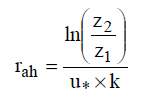 r_ah = ln(z_2 / z_1) / (u_* × k)